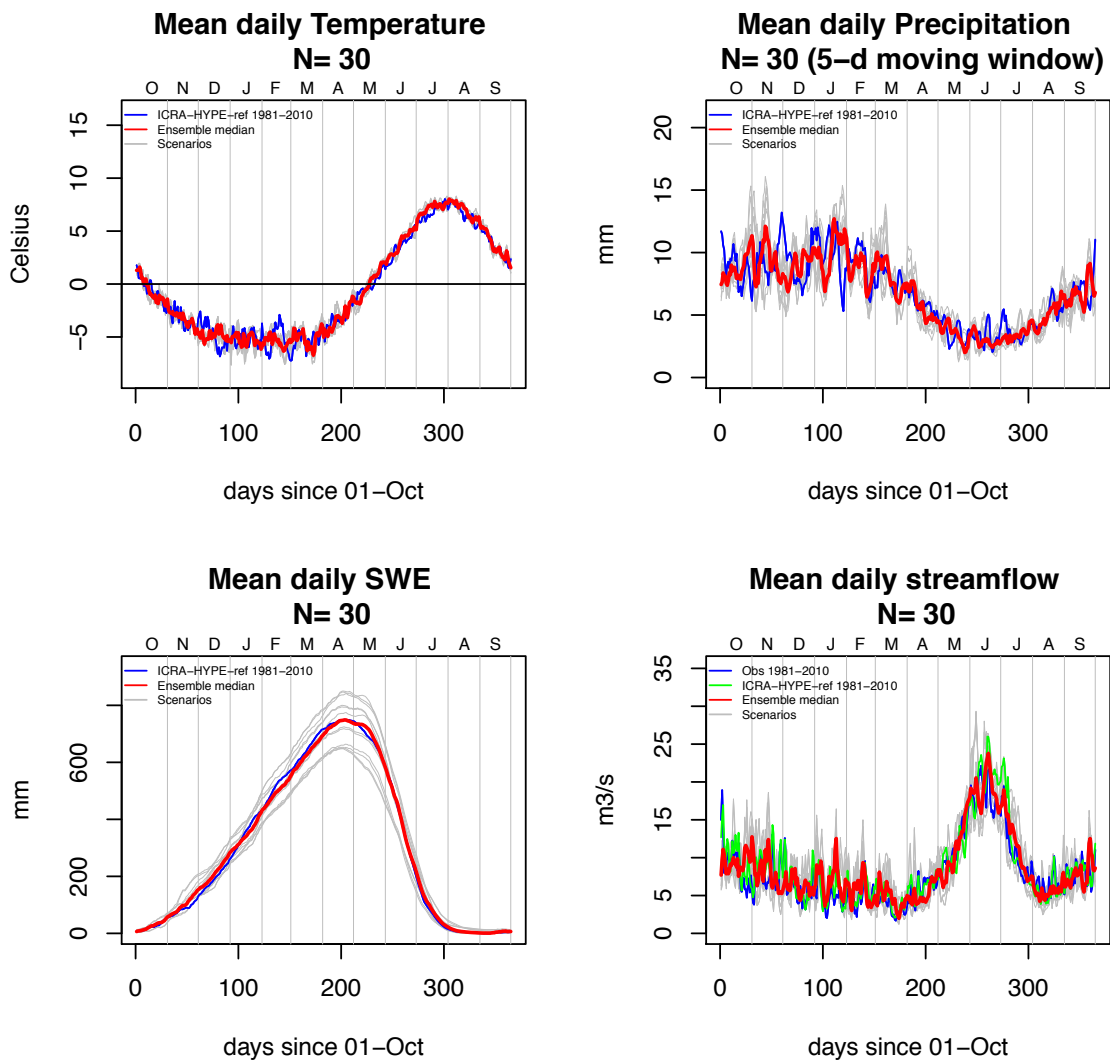 Mean daily Temperature
N= 30
O N D J F M A M J J A S
ICRA−HYPE−ref 1981−2010
Ensemble median
Scenarios
15
10
5
0
−5
Celsius
0 100 200 300
days since 01−Oct
Mean daily Precipitation
N= 30 (5−d moving window)
O N D J F M A M J J A S
ICRA−HYPE−ref 1981−2010
Ensemble median
Scenarios
20
15
10
5
0
mm
0 100 200 300
days since 01−Oct
Mean daily SWE
N= 30
O N D J F M A M J J A S
ICRA−HYPE−ref 1981−2010
Ensemble median
Scenarios
600
200
0
mm
0 100 200 300
days since 01−Oct
Mean daily streamflow
N= 30
O N D J F M A M J J A S
Obs 1981−2010
ICRA−HYPE−ref 1981−2010
Ensemble median
Scenarios
35
25
15
5
0
m3/s
0 100 200 300
days since 01−Oct